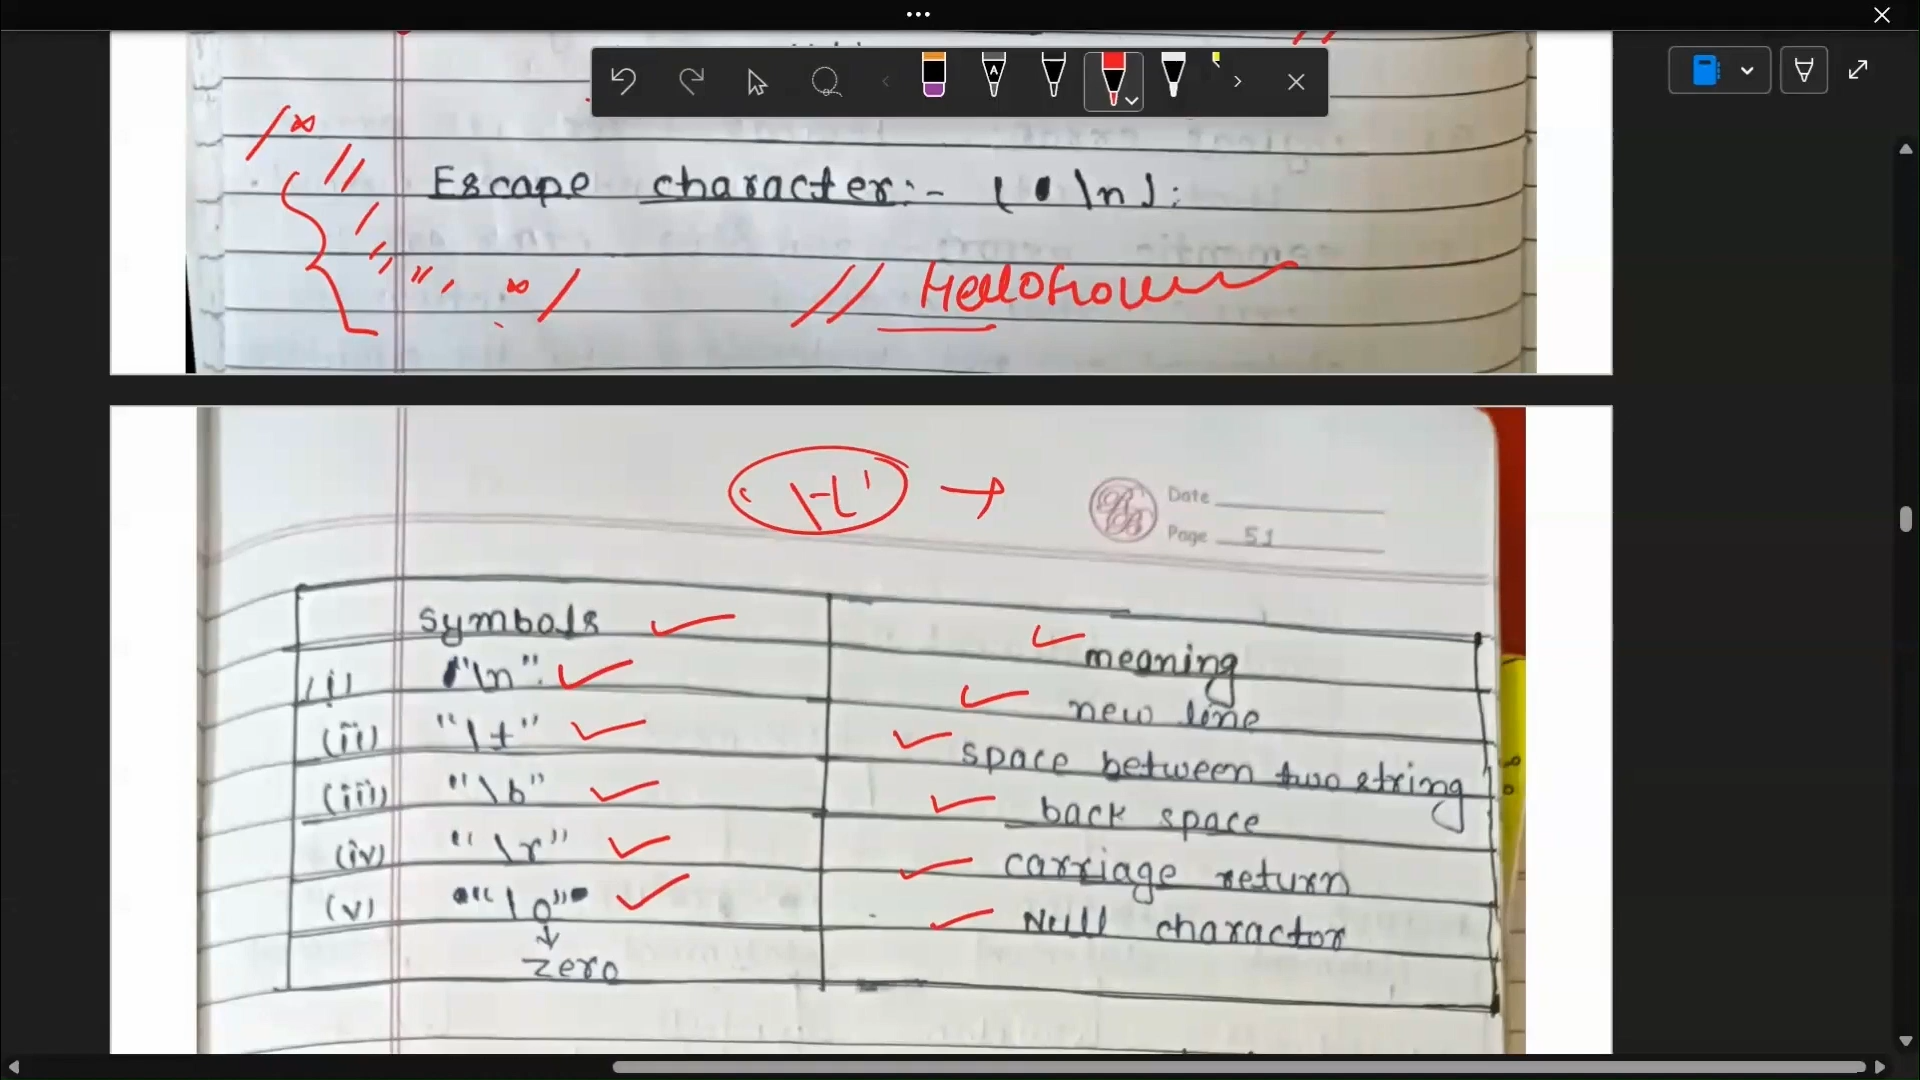 /*
//
Escape character:- ( \n ):
*/ // Hello
'\t' →
Date
Page 51
symbols meaning
(i) "\n" new line
(ii) "\t" space between two string
(iii) "\b" back space
(iv) "\r" carriage return
(v) "\0" Null charactor
↓
zero